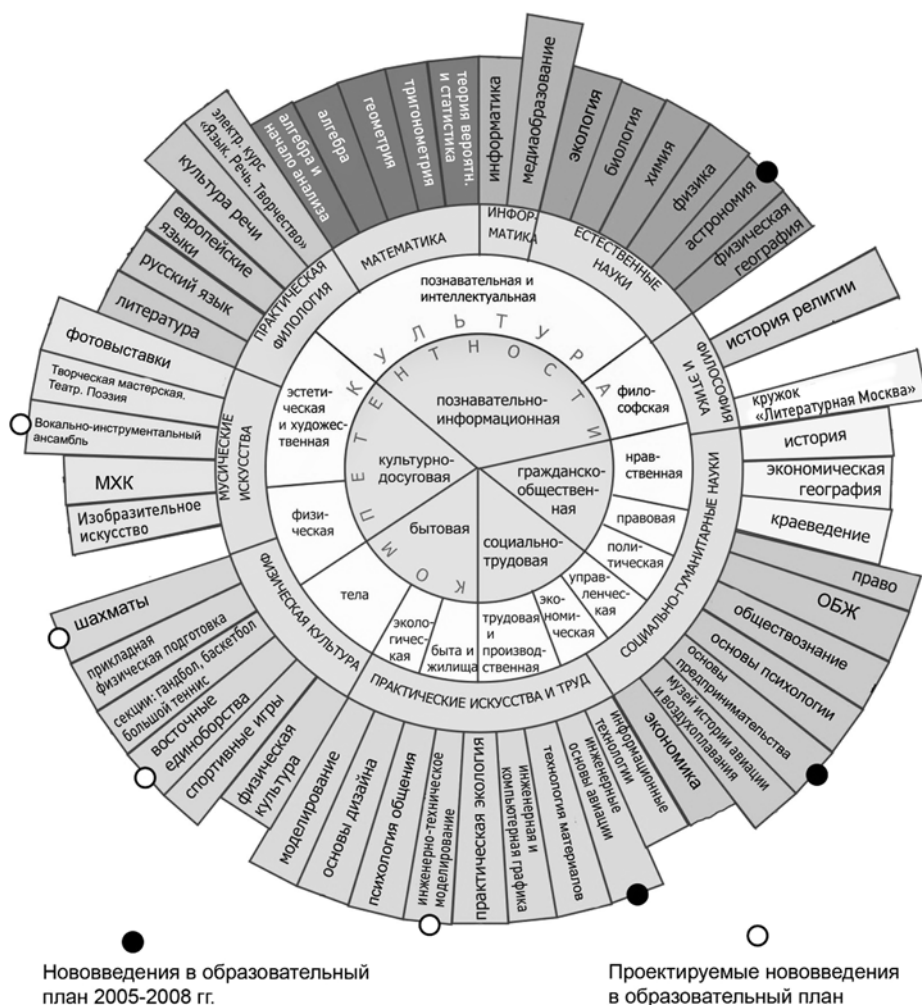 электр. курс
«Язык. Речь. Творчество»
культура речи
европейские
языки
русский язык
литература
алгебра и
начало анализа
алгебра
геометрия
тригонометрия
теория вероятн.
и статистика
информатика
медиаобразование
экология
биология
химия
физика
астрономия
физическая
география
история религии
кружок
«Литературная Москва»
история
экономическая
география
краеведение
право
ОБЖ
обществознание
основы психологии
основы
предпринимательства
музей истории авиации
и воздухоплавания
экономика
информационные
технологии
инженерные
основы авиации
технология материалов
инженерная и
компьютерная графика
практическая экология
инженерно-техническое
моделирование
психология общения
основы дизайна
моделирование
физическая
культура
спортивные игры
восточные
единоборства
секции: гандбол, баскетбол
большой теннис
прикладная
физическая подготовка
шахматы
Изобразительное
искусство
МХК
Вокально-инструментальный
ансамбль
Творческая мастерская.
Театр. Поэзия
фотовыставки
ПРАКТИЧЕСКАЯ
ФИЛОЛОГИЯ
МАТЕМАТИКА
ИНФОР-
МАТИКА
ЕСТЕСТВЕННЫЕ
НАУКИ
ФИЛОСОФИЯ
И ЭТИКА
СОЦИАЛЬНО-ГУМАНИТАРНЫЕ НАУКИ
ПРАКТИЧЕСКИЕ ИСКУССТВА И ТРУД
ФИЗИЧЕСКАЯ КУЛЬТУРА
МУСИЧЕСКИЕ
ИСКУССТВА
познавательная и
интеллектуальная
фило-
софская
нрав-
ственная
правовая
поли-
тическая
управ-
ленчес-
кая
эко-
номи-
ческая
трудовая
и
произ-
водст-
венная
быта и
жилища
эколо-
гичес-
кая
тела
физи-
ческая
эстети-
ческая
и художе-
ственная
КУЛЬТУРА
КОМПЕТЕНТНОСТИ
познавательно-
информационная
гражданско-
обществен-
ная
социально-
трудовая
бытовая
культурно-
досуговая
Нововведения в образовательный
план 2005-2008 гг.
Проектируемые нововведения
в образовательный план